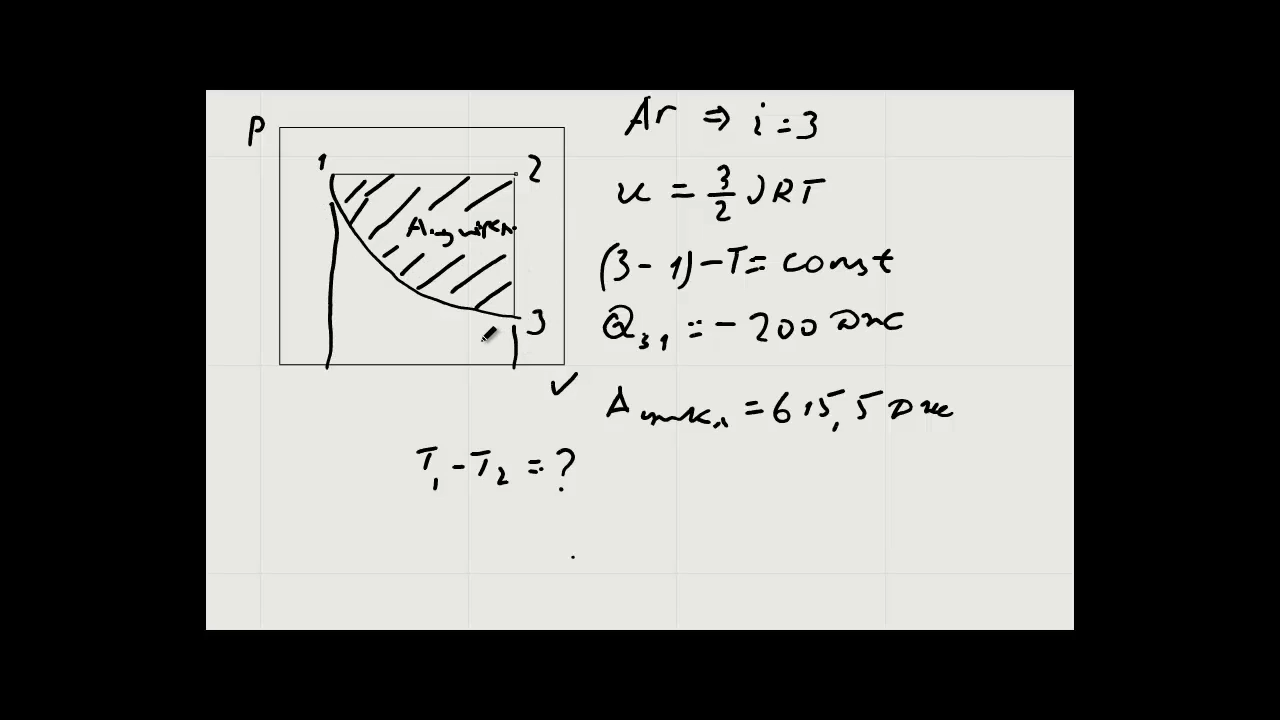 P
1
2
A цикл.
3
V
Ar ⇒ i = 3
u = 3/2 νRT
(3 - 1) - T = const
Q₃₁ = - 200 Дж
A цикл. = 615,5 Дж
T₁ - T₂ = ?